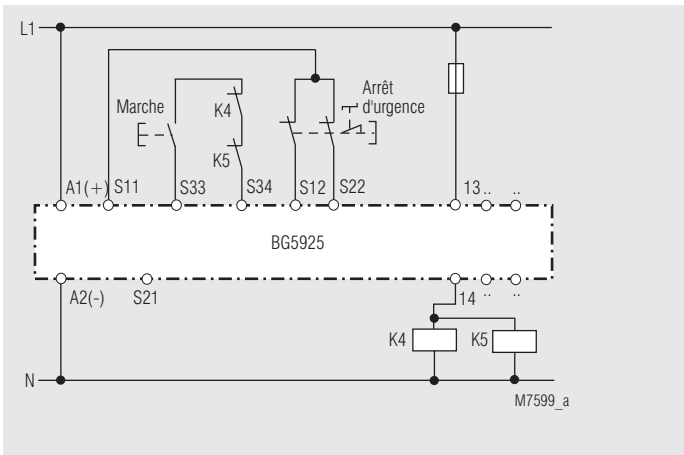 L1
Marche
K4
K5
Arrêt
d'urgence
A1(+) S11 S33 S34 S12 S22 13 .. ..
BG5925
A2(-) S21 14 .. ..
K4 K5
N
M7599_a